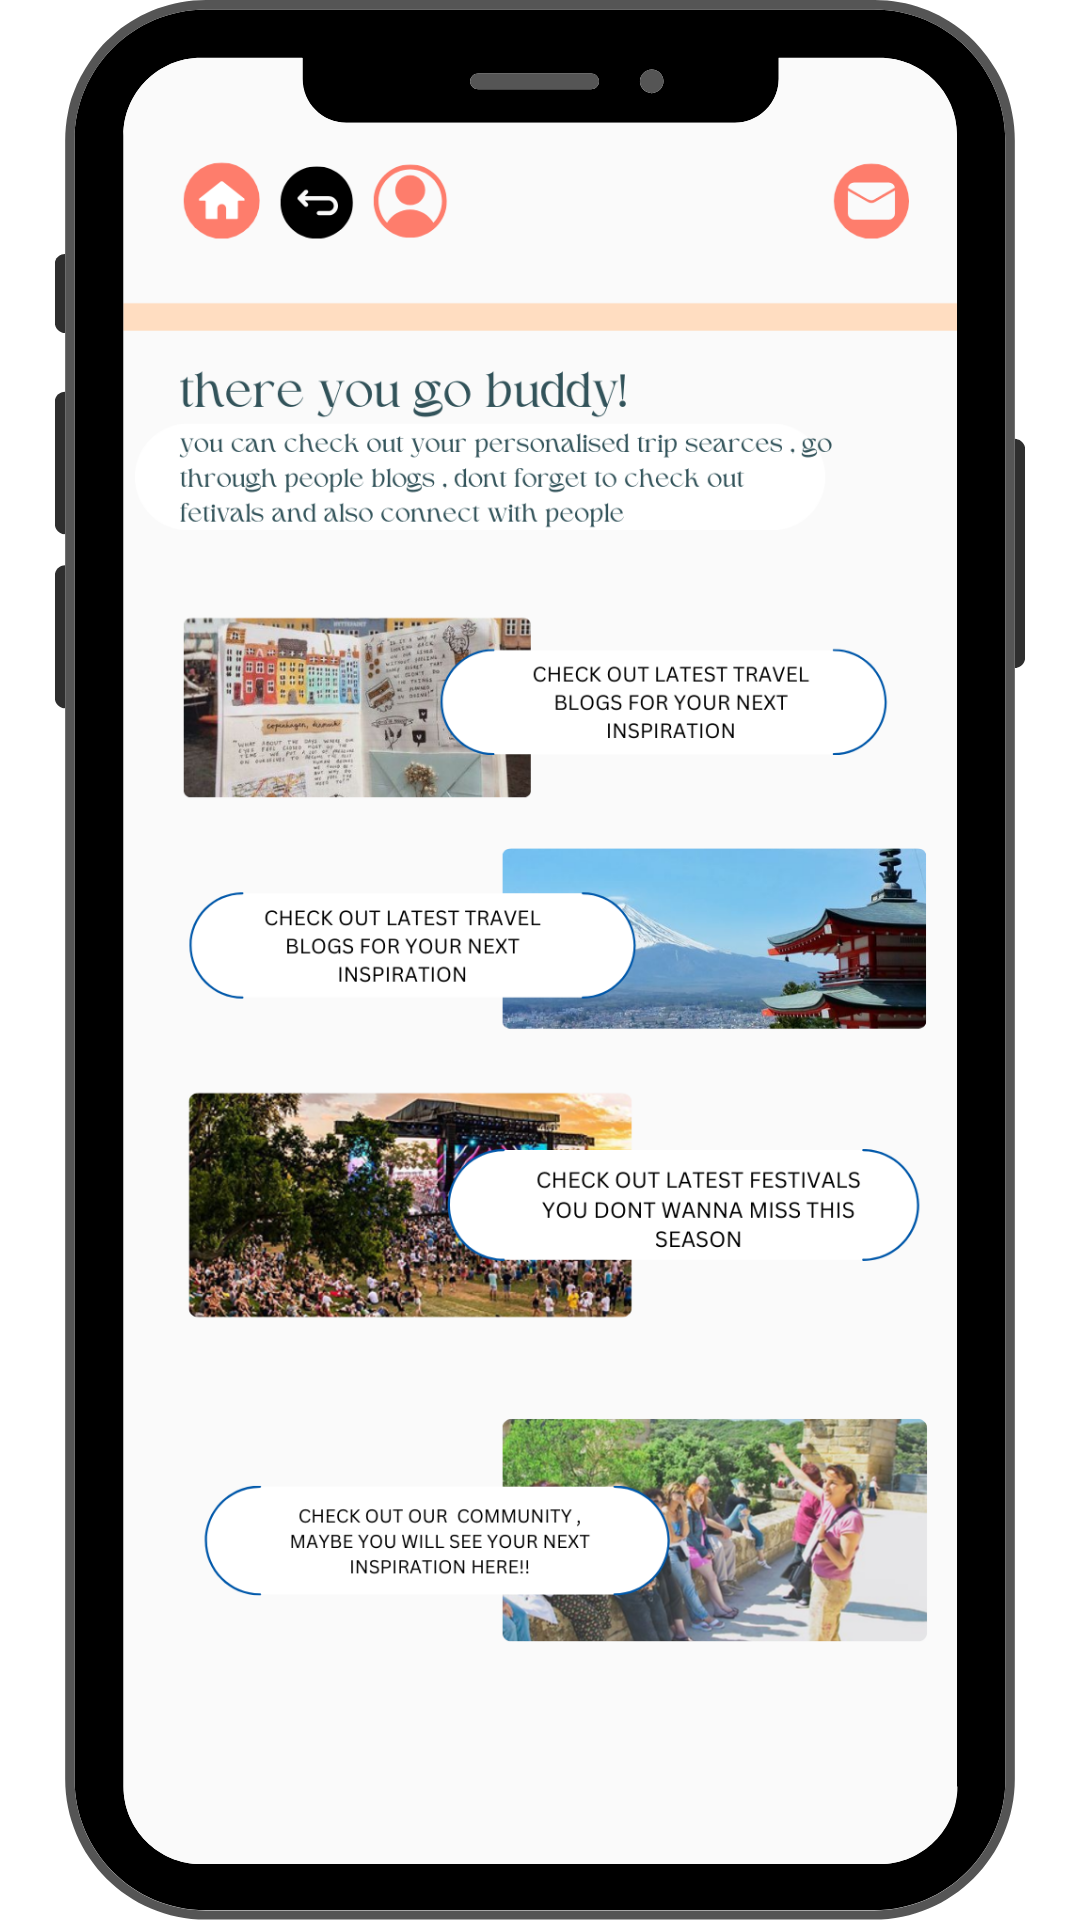 there you go buddy!
you can check out your personalised trip searces , go
through people blogs , dont forget to check out
fetivals and also connect with people
copenhagen, denmark
CHECK OUT LATEST TRAVEL
BLOGS FOR YOUR NEXT
INSPIRATION
CHECK OUT LATEST TRAVEL
BLOGS FOR YOUR NEXT
INSPIRATION
CHECK OUT LATEST FESTIVALS
YOU DONT WANNA MISS THIS
SEASON
CHECK OUT OUR  COMMUNITY ,
MAYBE YOU WILL SEE YOUR NEXT
INSPIRATION HERE!!